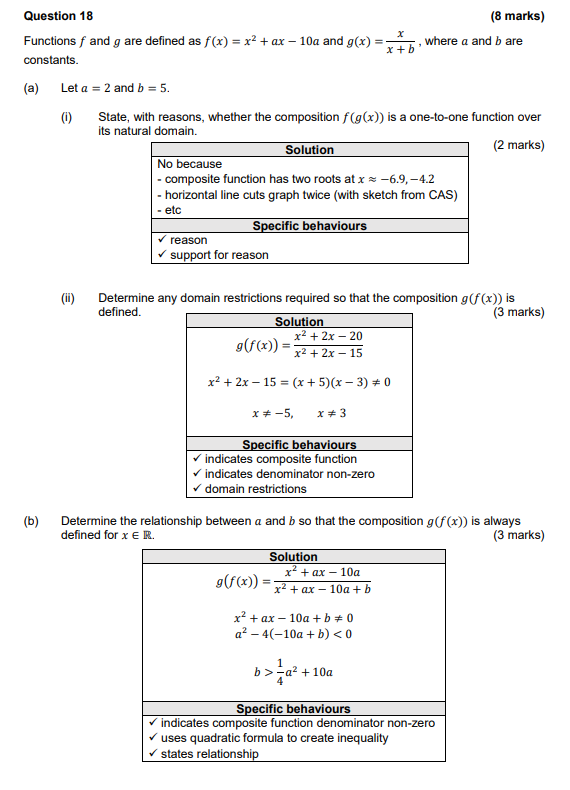 Question 18 (8 marks)
Functions f and g are defined as f(x) = x² + ax − 10a and g(x) = x/(x + b), where a and b are
constants.
(a) Let a = 2 and b = 5.
(i) State, with reasons, whether the composition f(g(x)) is a one-to-one function over
its natural domain.
(2 marks)
Solution
No because
- composite function has two roots at x ≈ −6.9, −4.2
- horizontal line cuts graph twice (with sketch from CAS)
- etc
Specific behaviours
✓ reason
✓ support for reason
(ii) Determine any domain restrictions required so that the composition g(f(x)) is
defined. (3 marks)
Solution
g(f(x)) = (x² + 2x − 20)/(x² + 2x − 15)
x² + 2x − 15 = (x + 5)(x − 3) ≠ 0
x ≠ −5, x ≠ 3
Specific behaviours
✓ indicates composite function
✓ indicates denominator non-zero
✓ domain restrictions
(b) Determine the relationship between a and b so that the composition g(f(x)) is always
defined for x ∈ ℝ. (3 marks)
Solution
g(f(x)) = (x² + ax − 10a)/(x² + ax − 10a + b)
x² + ax − 10a + b ≠ 0
a² − 4(−10a + b) < 0
b > 1/4 a² + 10a
Specific behaviours
✓ indicates composite function denominator non-zero
✓ uses quadratic formula to create inequality
✓ states relationship